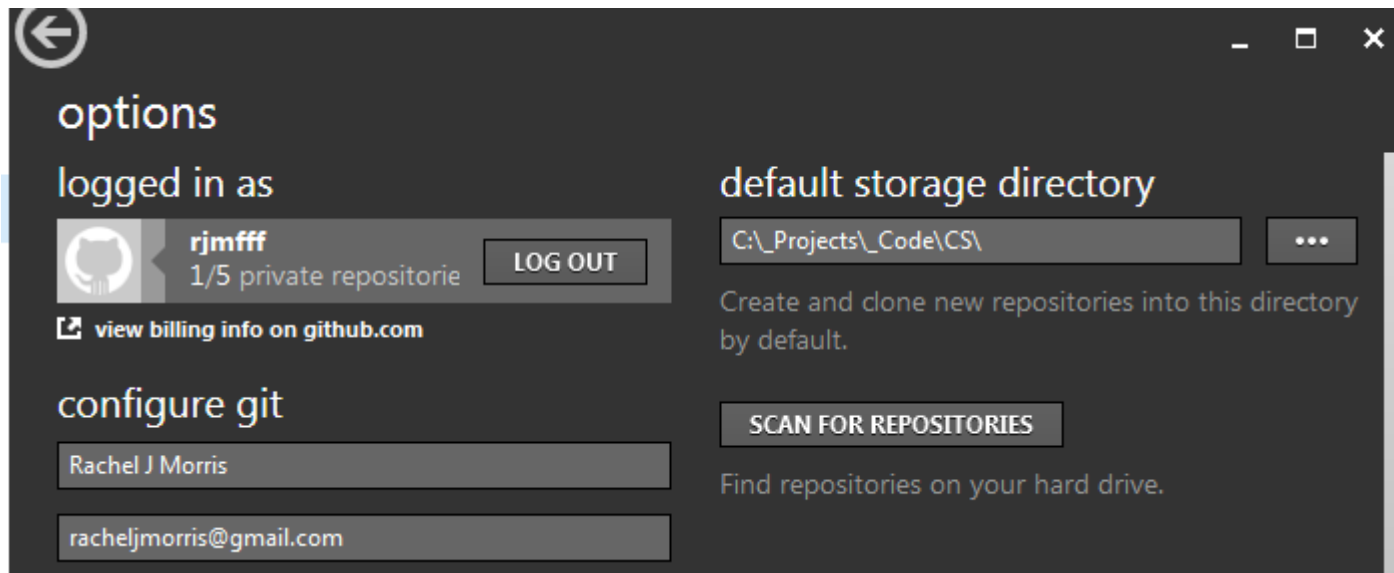 options
logged in as
rjmfff
1/5 private repositorie
LOG OUT
view billing info on github.com
configure git
Rachel J Morris
racheljmorris@gmail.com
default storage directory
C:\_Projects\_Code\CS\
•••
Create and clone new repositories into this directory
by default.
SCAN FOR REPOSITORIES
Find repositories on your hard drive.